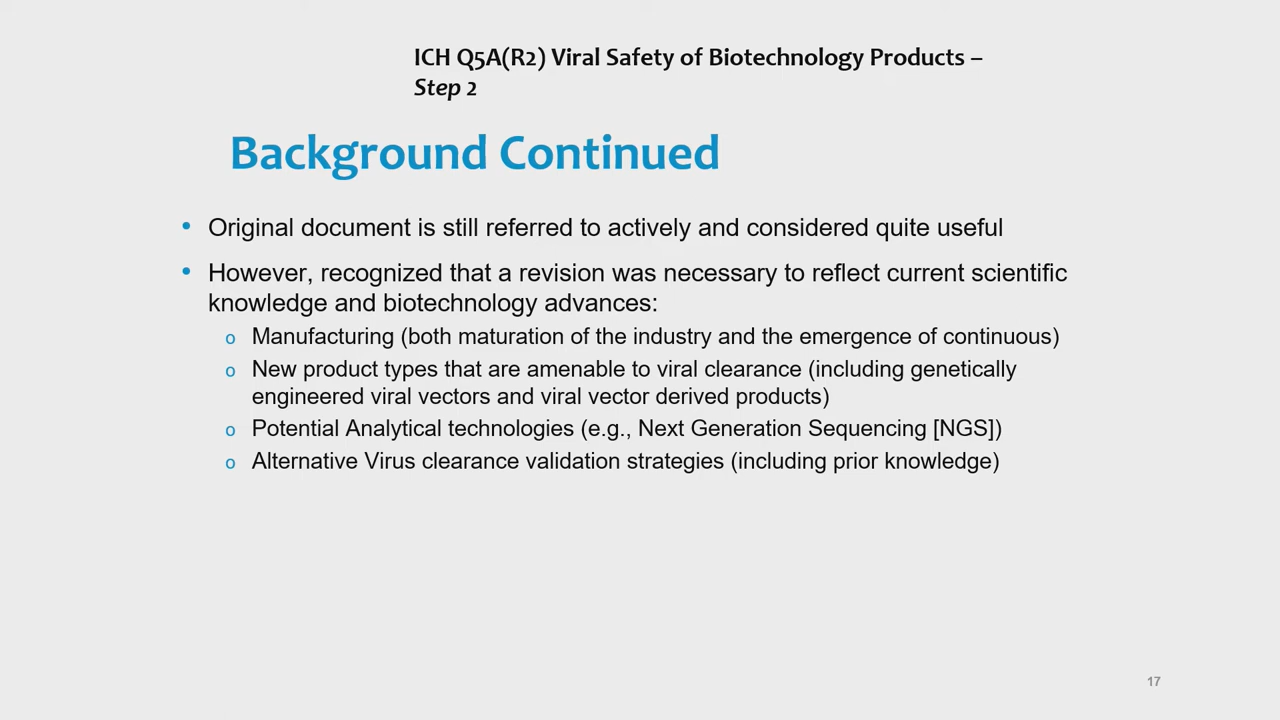 ICH Q5A(R2) Viral Safety of Biotechnology Products –
Step 2
Background Continued
• Original document is still referred to actively and considered quite useful
• However, recognized that a revision was necessary to reflect current scientific
knowledge and biotechnology advances:
o Manufacturing (both maturation of the industry and the emergence of continuous)
o New product types that are amenable to viral clearance (including genetically
engineered viral vectors and viral vector derived products)
o Potential Analytical technologies (e.g., Next Generation Sequencing [NGS])
o Alternative Virus clearance validation strategies (including prior knowledge)
17